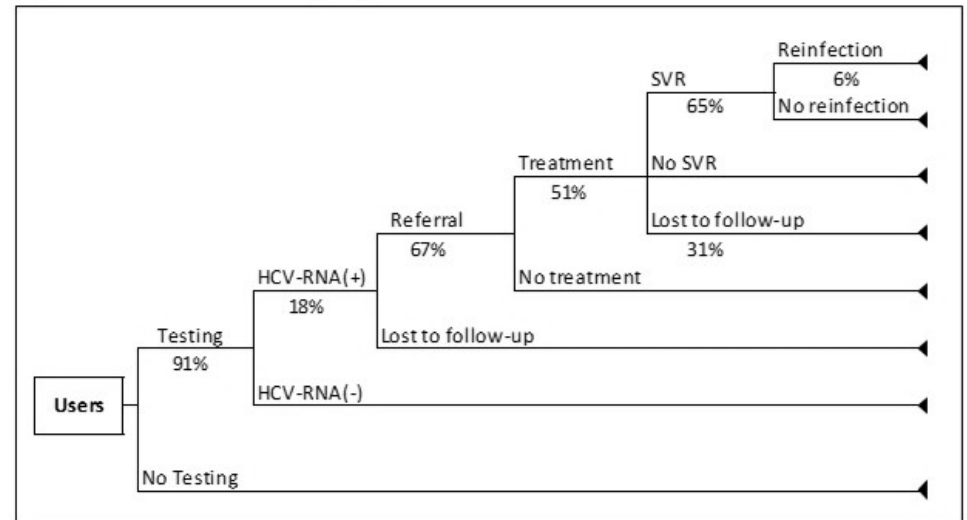 Reinfection
6%
SVR
65%
No reinfection
Treatment
51%
No SVR
Referral
67%
Lost to follow-up
31%
HCV-RNA(+)
18%
No treatment
Testing
91%
Lost to follow-up
Users
HCV-RNA(-)
No Testing